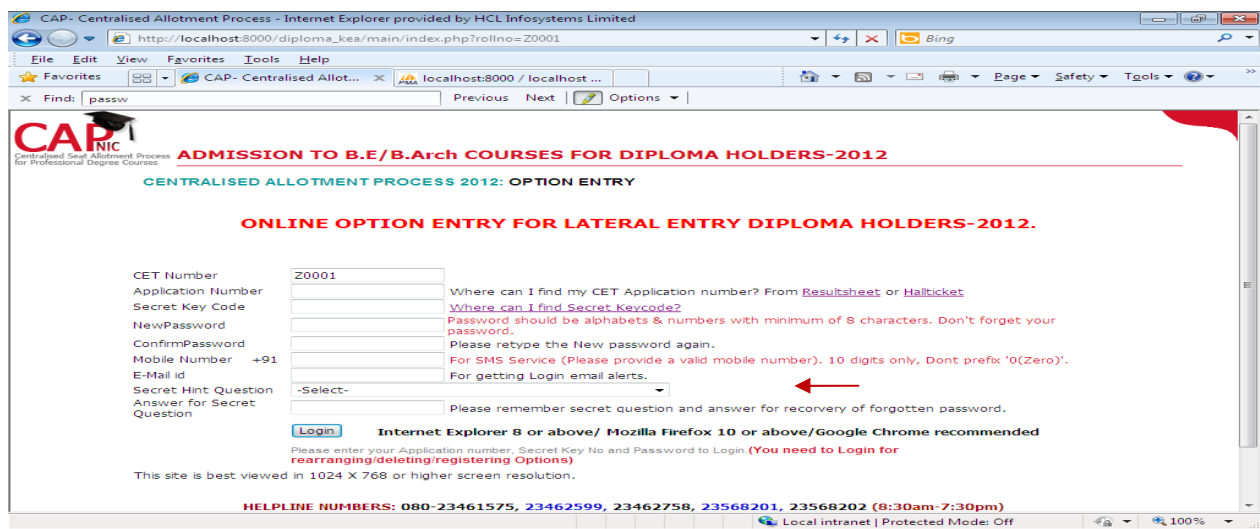 CAP- Centralised Allotment Process - Internet Explorer provided by HCL Infosystems Limited
http://localhost:8000/diploma_kea/main/index.php?rollno=Z0001
Bing
File Edit View Favorites Tools Help
Favorites CAP- Centralised Allot... localhost:8000 / localhost ... Page Safety Tools
Find: passw Previous Next Options
CAP NIC
Centralised Seat Allotment Process
for Professional Degree Courses
ADMISSION TO B.E/B.Arch COURSES FOR DIPLOMA HOLDERS-2012
CENTRALISED ALLOTMENT PROCESS 2012: OPTION ENTRY
ONLINE OPTION ENTRY FOR LATERAL ENTRY DIPLOMA HOLDERS-2012.
CET Number Z0001
Application Number Where can I find my CET Application number? From Resultsheet or Hallticket
Secret Key Code Where can I find Secret Keycode?
NewPassword Password should be alphabets & numbers with minimum of 8 characters. Don't forget your
password.
ConfirmPassword Please retype the New password again.
Mobile Number +91 For SMS Service (Please provide a valid mobile number). 10 digits only, Dont prefix '0(Zero)'.
E-Mail id For getting Login email alerts.
Secret Hint Question -Select-
Answer for Secret
Question Please remember secret question and answer for recorvery of forgotten password.
Login Internet Explorer 8 or above/ Mozilla Firefox 10 or above/Google Chrome recommended
Please enter your Application number, Secret Key No and Password to Login.(You need to Login for
rearranging/deleting/registering Options)
This site is best viewed in 1024 X 768 or higher screen resolution.
HELPLINE NUMBERS: 080-23461575, 23462599, 23462758, 23568201, 23568202 (8:30am-7:30pm)
Local intranet | Protected Mode: Off 100%